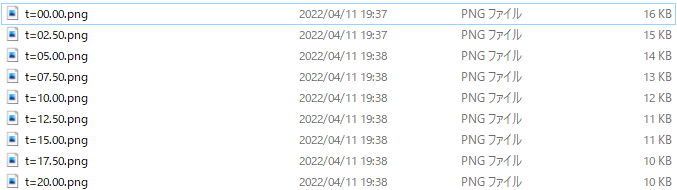 t=00.00.png 2022/04/11 19:37 PNG ファイル 16 KB
t=02.50.png 2022/04/11 19:37 PNG ファイル 15 KB
t=05.00.png 2022/04/11 19:38 PNG ファイル 14 KB
t=07.50.png 2022/04/11 19:38 PNG ファイル 13 KB
t=10.00.png 2022/04/11 19:38 PNG ファイル 12 KB
t=12.50.png 2022/04/11 19:38 PNG ファイル 11 KB
t=15.00.png 2022/04/11 19:38 PNG ファイル 11 KB
t=17.50.png 2022/04/11 19:38 PNG ファイル 10 KB
t=20.00.png 2022/04/11 19:38 PNG ファイル 10 KB